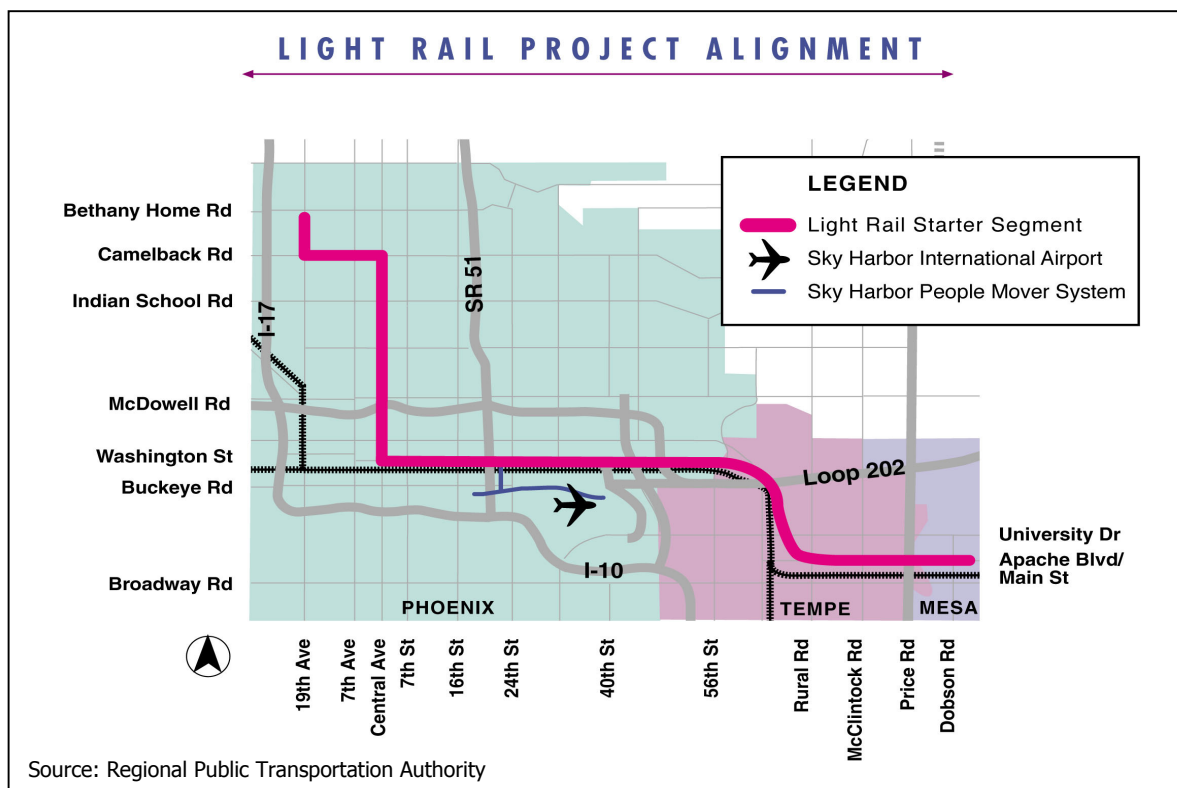 LIGHT RAIL PROJECT ALIGNMENT
LEGEND
Light Rail Starter Segment
Sky Harbor International Airport
Sky Harbor People Mover System
Bethany Home Rd
Camelback Rd
Indian School Rd
McDowell Rd
Washington St
Buckeye Rd
Broadway Rd
I-17
SR 51
Loop 202
I-10
University Dr
Apache Blvd/
Main St
PHOENIX
TEMPE
MESA
19th Ave
7th Ave
Central Ave
7th St
16th St
24th St
40th St
56th St
Rural Rd
McClintock Rd
Price Rd
Dobson Rd
Source: Regional Public Transportation Authority